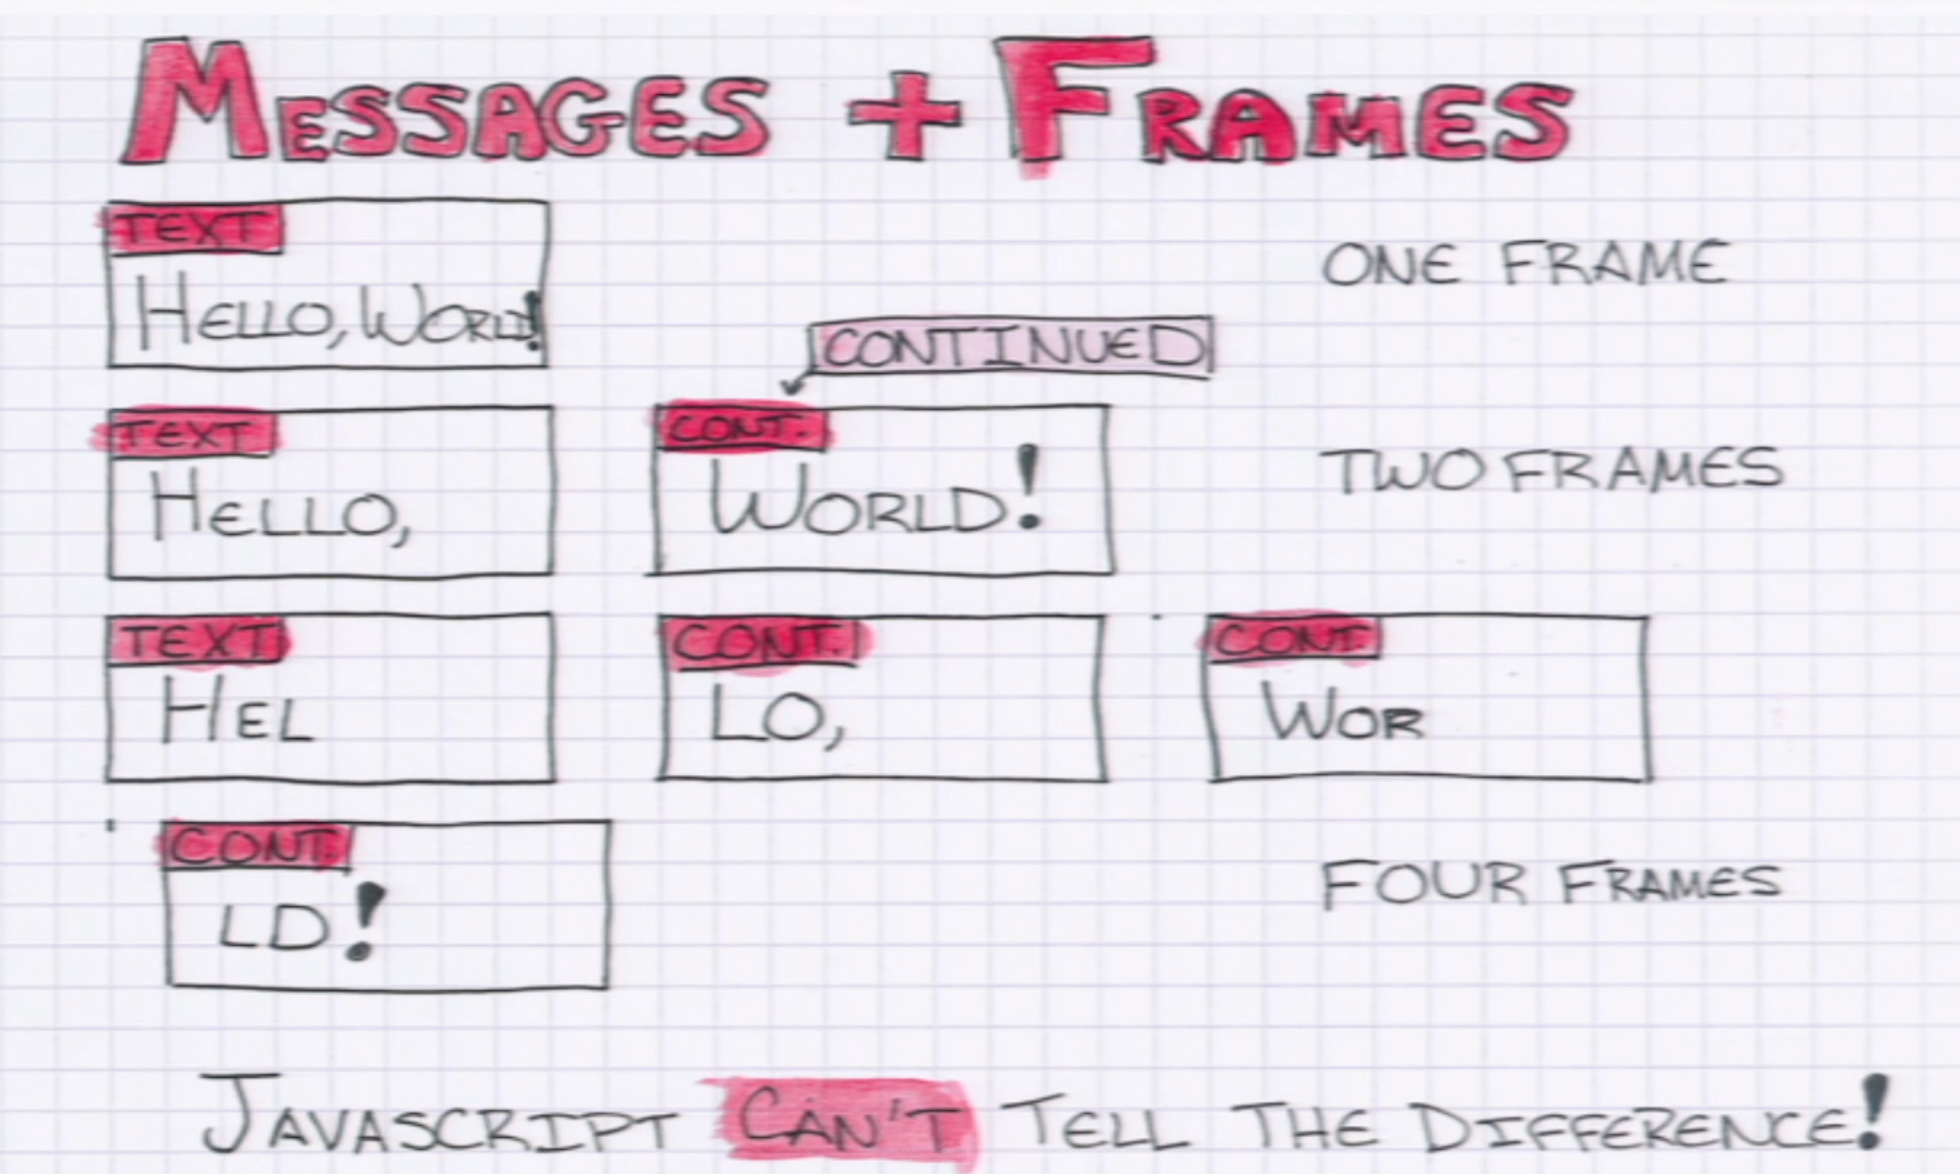 MESSAGES + FRAMES
TEXT
HELLO, WORLD!
ONE FRAME
CONTINUED
TEXT
HELLO,
CONT.
WORLD!
TWO FRAMES
TEXT
HEL
CONT.
LO,
CONT.
WOR
CONT.
LD!
FOUR FRAMES
JAVASCRIPT CAN'T TELL THE DIFFERENCE!